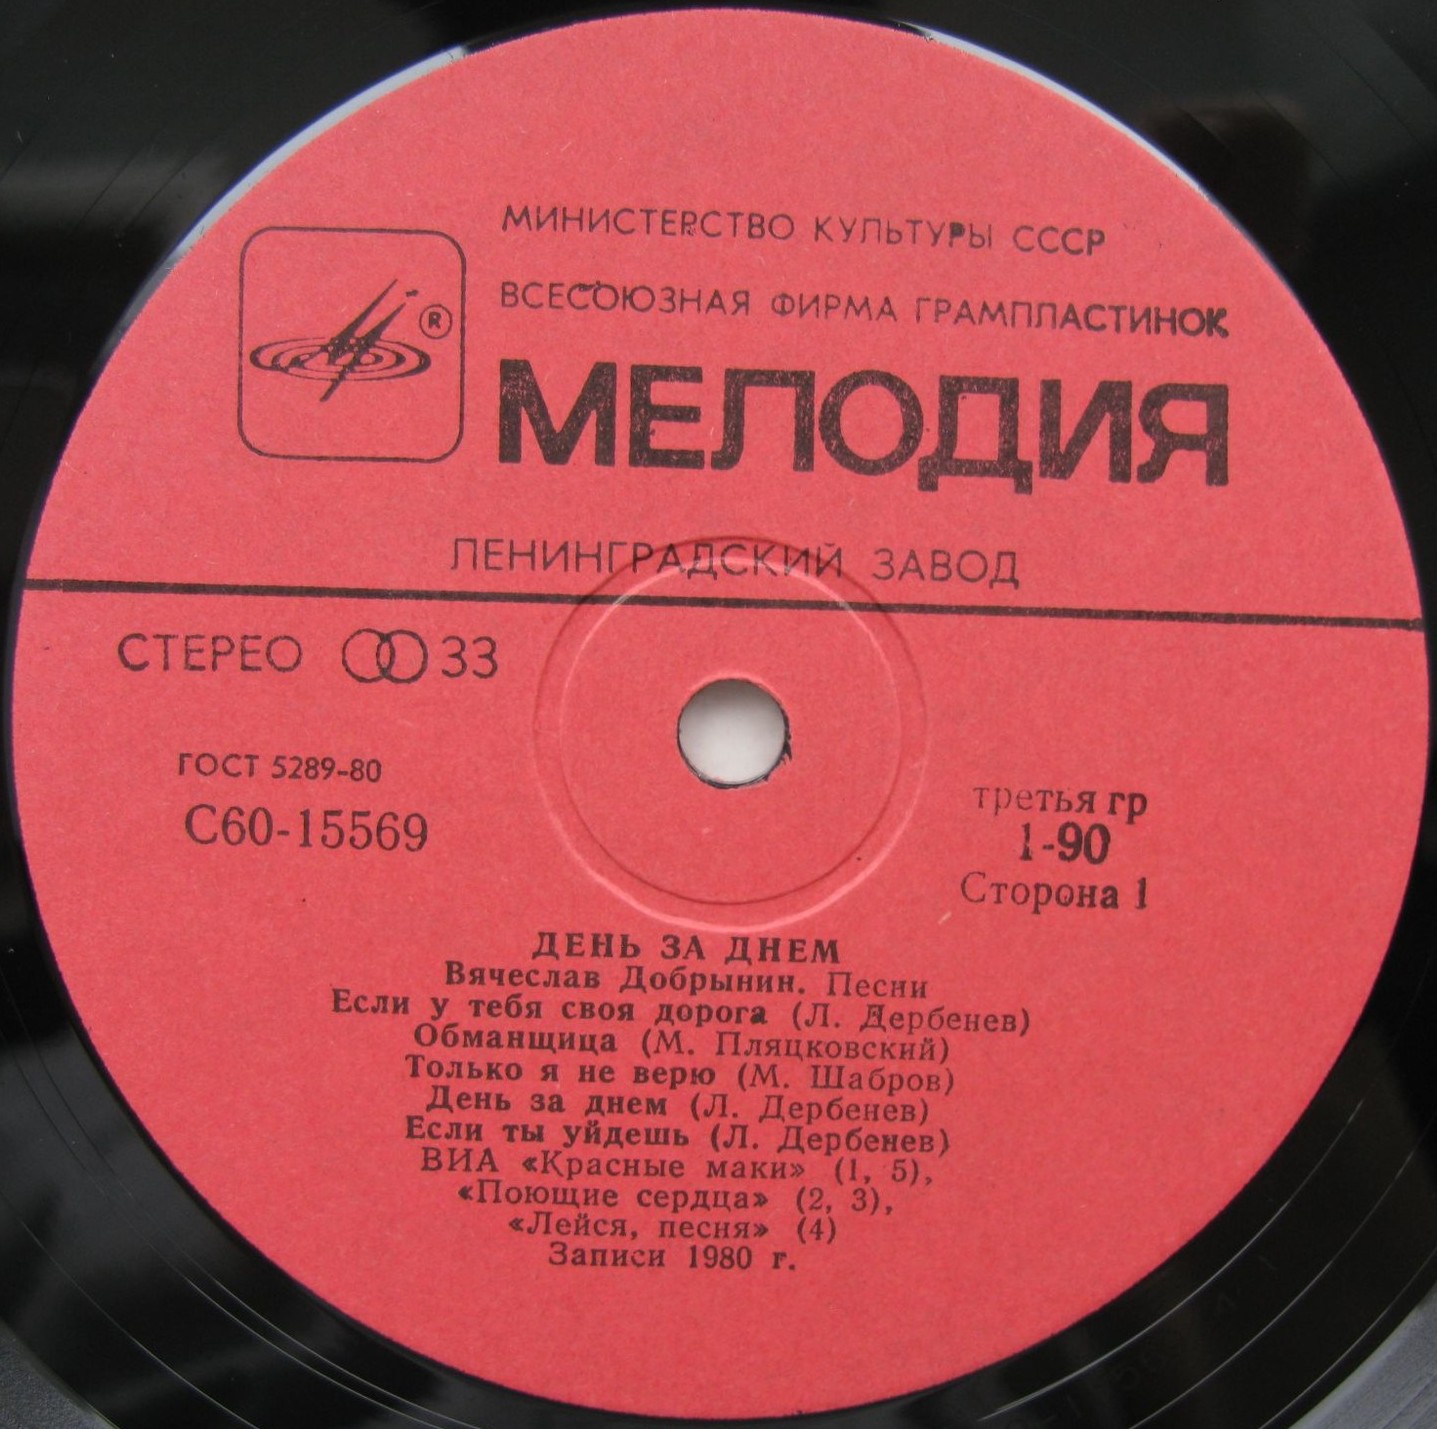 МИНИСТЕРСТВО КУЛЬТУРЫ СССР
ВСЕСОЮЗНАЯ ФИРМА ГРАМПЛАСТИНОК
®
МЕЛОДИЯ
ЛЕНИНГРАДСКИЙ ЗАВОД
СТЕРЕО 33
ГОСТ 5289-80
С60-15569
третья гр
1-90
Сторона 1
ДЕНЬ ЗА ДНЕМ
Вячеслав Добрынин. Песни
Если у тебя своя дорога (Л. Дербенев)
Обманщица (М. Пляцковский)
Только я не верю (М. Шабров)
День за днем (Л. Дербенев)
Если ты уйдешь (Л. Дербенев)
ВИА «Красные маки» (1, 5),
«Поющие сердца» (2, 3),
«Лейся, песня» (4)
Записи 1980 г.